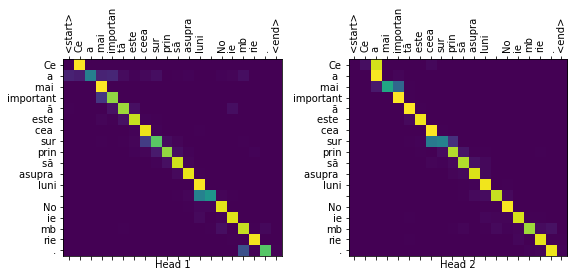 <start> Ce a mai importan tă este ceea sur prin să asupra luni No ie mb rie . <end>
<start> Ce a mai importan tă este ceea sur prin să asupra luni No ie mb rie . <end>
Ce
a
mai
important
ă
este
cea
sur
prin
să
asupra
luni
No
ie
mb
rie
.
Ce
a
mai
important
ă
este
cea
sur
prin
să
asupra
luni
No
ie
mb
rie
.
Head 1
Head 2